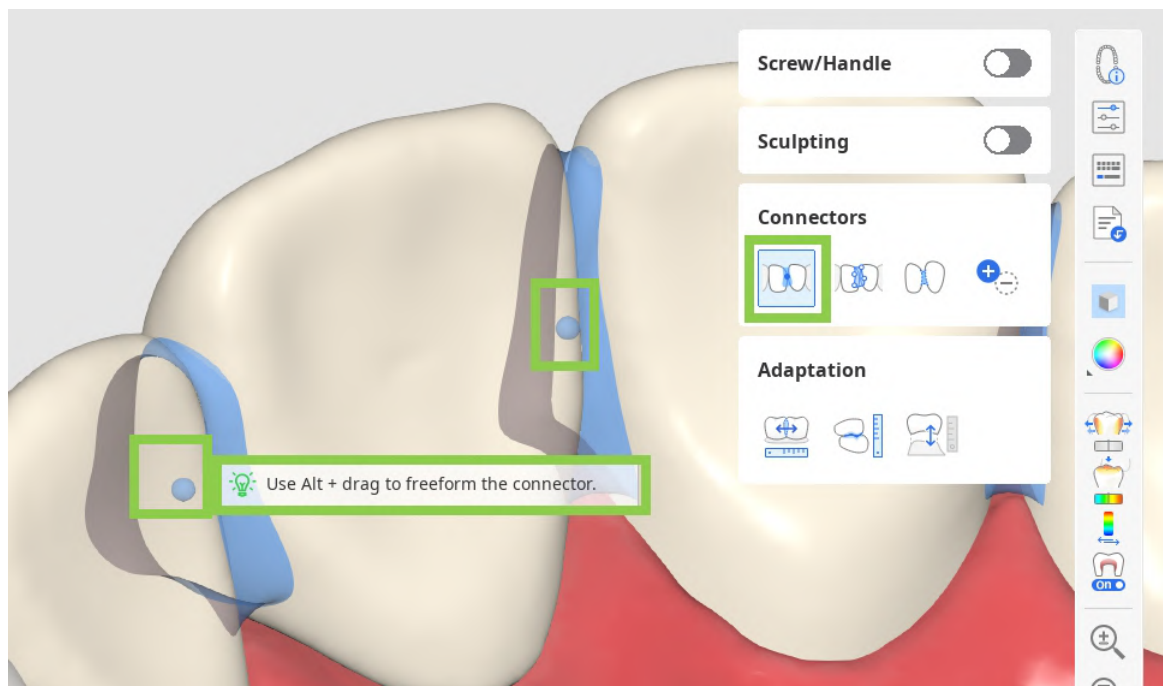 Screw/Handle
Sculpting
Connectors
Adaptation
Use Alt + drag to freeform the connector.
On